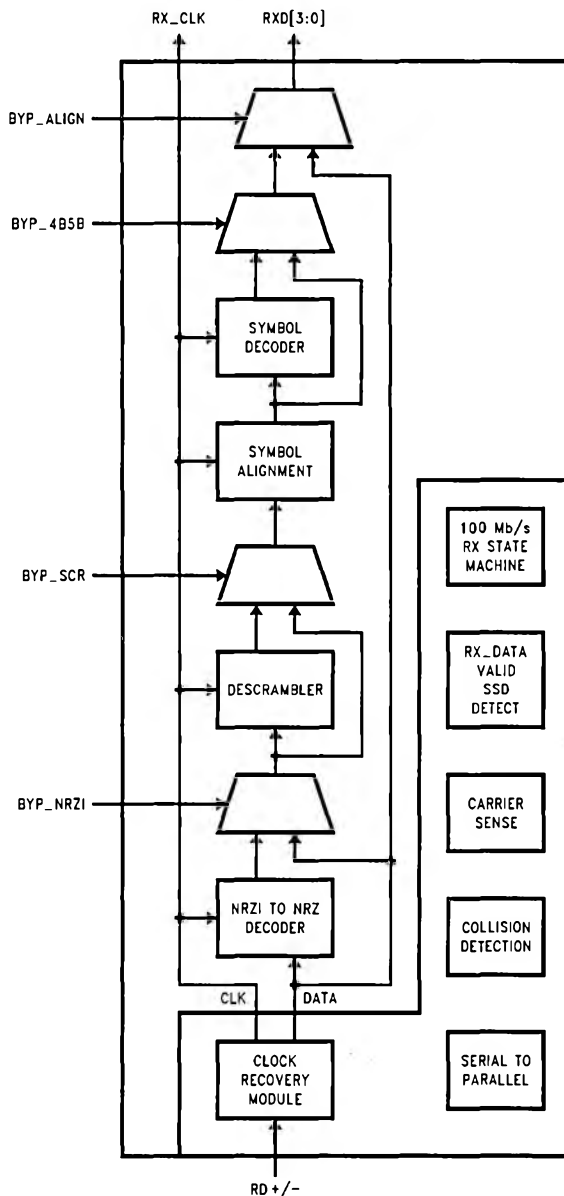 RX_CLK
RXD[3:0]
BYP_ALIGN
BYP_4B5B
SYMBOL
DECODER
SYMBOL
ALIGNMENT
100 Mb/s
RX STATE
MACHINE
BYP_SCR
RX_DATA
VALID
SSD
DETECT
DESCRAMBLER
BYP_NRZI
CARRIER
SENSE
NRZI TO NRZ
DECODER
COLLISION
DETECTION
CLK
DATA
CLOCK
RECOVERY
MODULE
SERIAL TO
PARALLEL
RD+/-